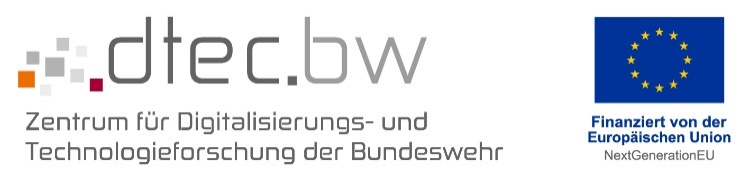 dtec.bw
Zentrum für Digitalisierungs- und
Technologieforschung der Bundeswehr
Finanziert von der
Europäischen Union
NextGenerationEU